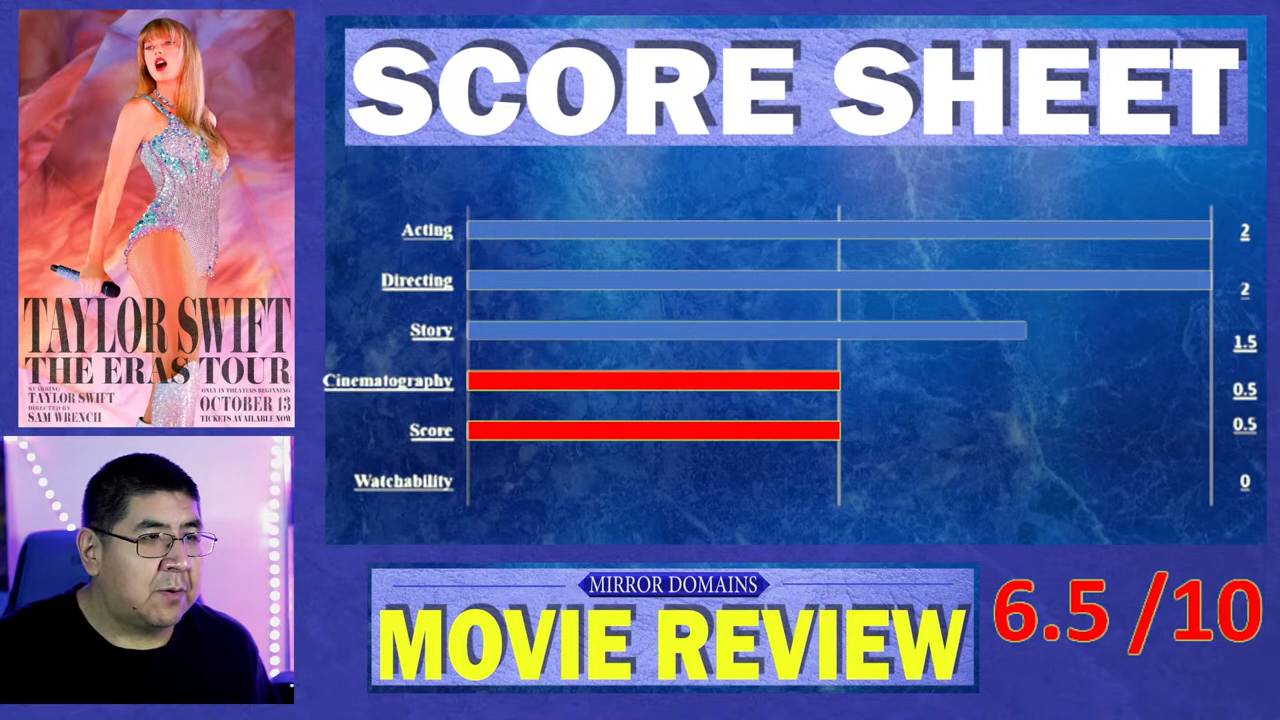 SCORE SHEET
Acting 2
Directing 2
Story 1.5
Cinematography 0.5
Score 0.5
Watchability 0
TAYLOR SWIFT
THE ERAS TOUR
STARRING
TAYLOR SWIFT
DIRECTED BY
SAM WRENCH
ONLY IN THEATERS BEGINNING
OCTOBER 13
TICKETS AVAILABLE NOW
MIRROR DOMAINS
MOVIE REVIEW
6.5 /10